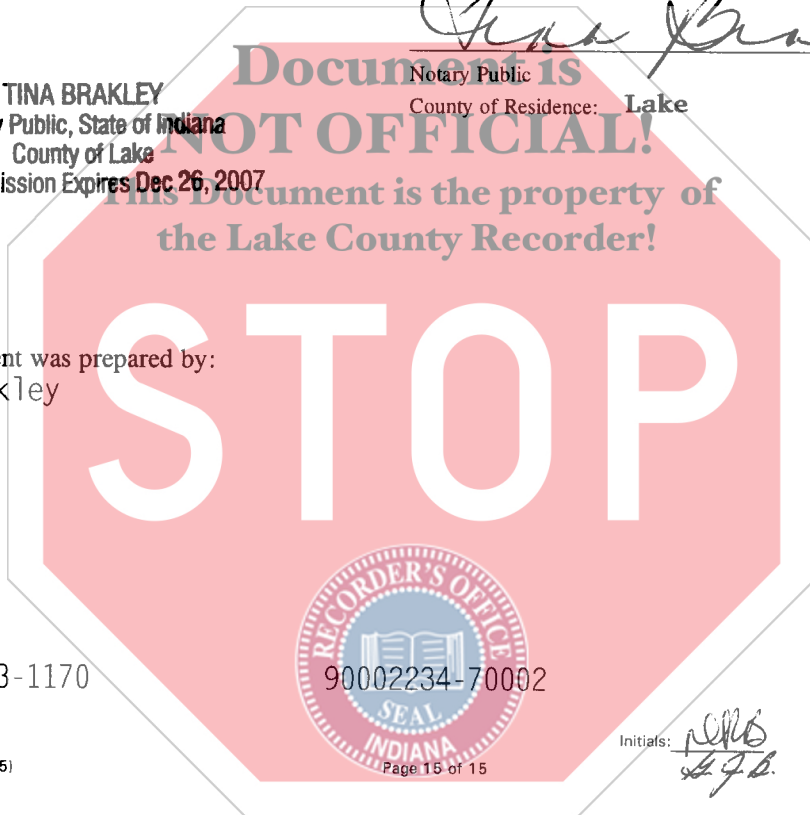 Document is
Notary Public
TINA BRAKLEY
County of Residence: Lake
Public, State of Indiana
NOT OFFICIAL!
County of Lake
ission Expires Dec 26, 2007
This Document is the property of
the Lake County Recorder!
STOP
nt was prepared by:
kley
RECORDER'S OFFICE
3-1170 90002234-70002
SEAL
INDIANA
Initials:
G. F. B.
5)
Page 15 of 15